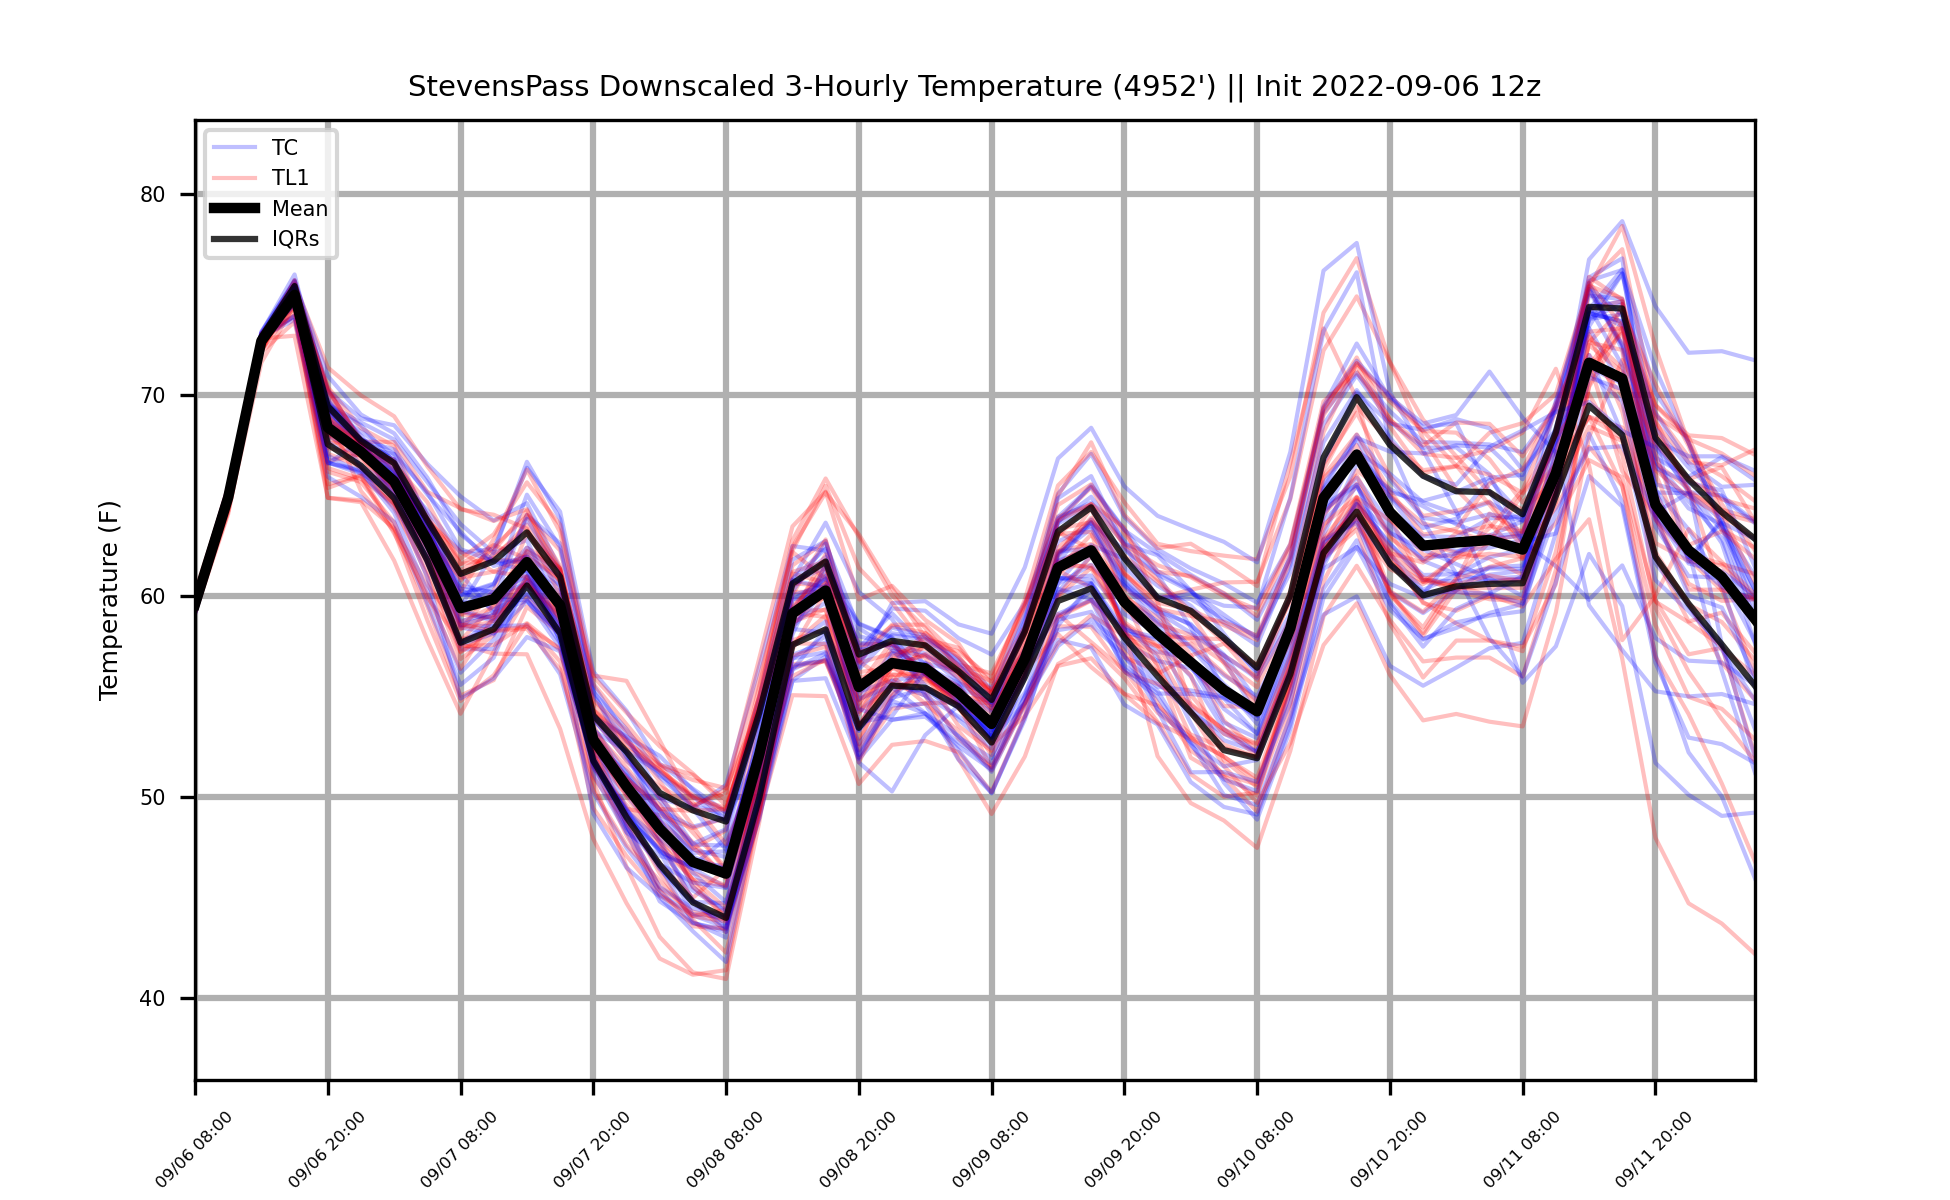 StevensPass Downscaled 3-Hourly Temperature (4952') || Init 2022-09-06 12z
TC
TL1
Mean
IQRs
Temperature (F)
80
70
60
50
40
09/06 08:00
09/06 20:00
09/07 08:00
09/07 20:00
09/08 08:00
09/08 20:00
09/09 08:00
09/09 20:00
09/10 08:00
09/10 20:00
09/11 08:00
09/11 20:00